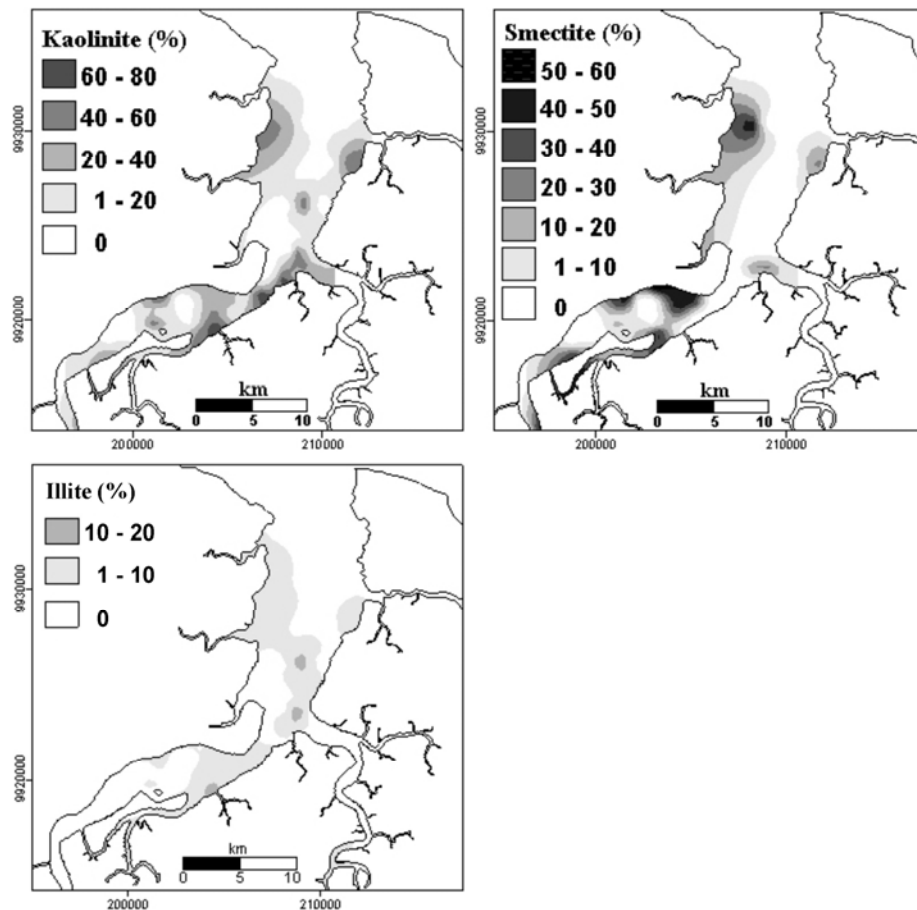 Kaolinite (%)
60 - 80
40 - 60
20 - 40
1 - 20
0
9930000
9920000
km
0 5 10
200000 210000
Smectite (%)
50 - 60
40 - 50
30 - 40
20 - 30
10 - 20
1 - 10
0
9930000
9920000
km
0 5 10
200000 210000
Illite (%)
10 - 20
1 - 10
0
9930000
9920000
km
0 5 10
200000 210000